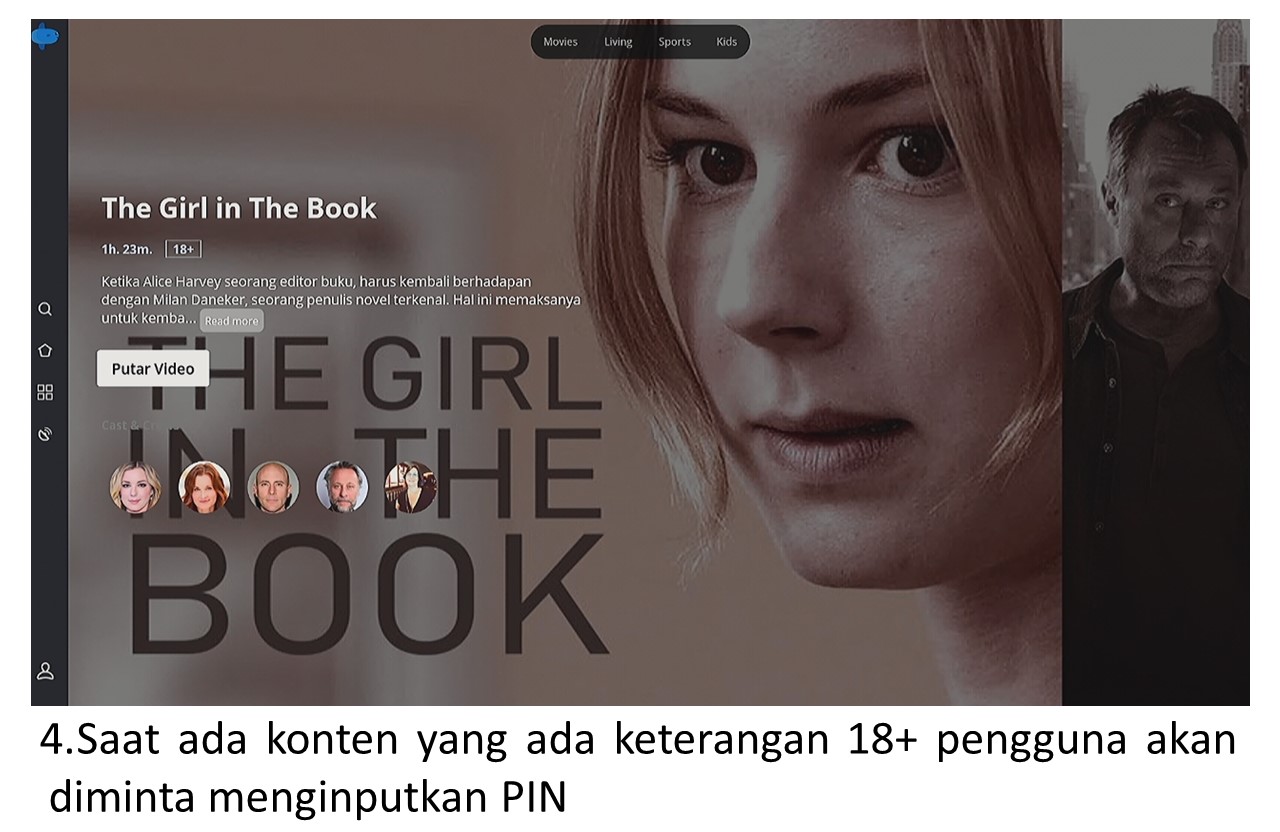 Movies Living Sports Kids
The Girl in The Book
1h. 23m. 18+
Ketika Alice Harvey seorang editor buku, harus kembali berhadapan
dengan Milan Daneker, seorang penulis novel terkenal. Hal ini memaksanya
untuk kemba... Read more
THE GIRL
Putar Video
Cast &
IN THE
BOOK
4.Saat ada konten yang ada keterangan 18+ pengguna akan
diminta menginputkan PIN